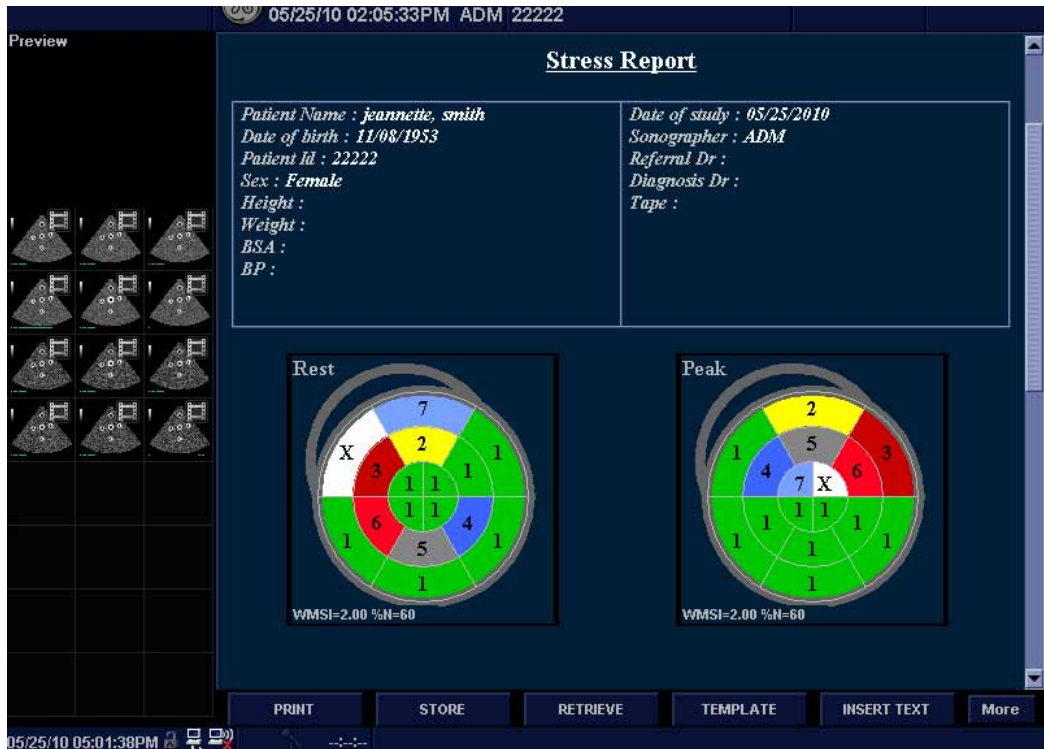 05/25/10 02:05:33PM ADM 22222
Preview
Stress Report
Patient Name : jeannette, smith
Date of birth : 11/08/1953
Patient Id : 22222
Sex : Female
Height :
Weight :
BSA :
BP :
Date of study : 05/25/2010
Sonographer : ADM
Referral Dr :
Diagnosis Dr :
Tape :
Rest
7
X 2 1
3 1
1 1
1 1
6 4
1 5 1
1
WMSI=2.00 %N=60
Peak
2
1 5 3
4 6
7 X
1 1
1 1
1 1 1
1
WMSI=2.00 %N=60
PRINT STORE RETRIEVE TEMPLATE INSERT TEXT More
05/25/10 05:01:38PM --:--:--